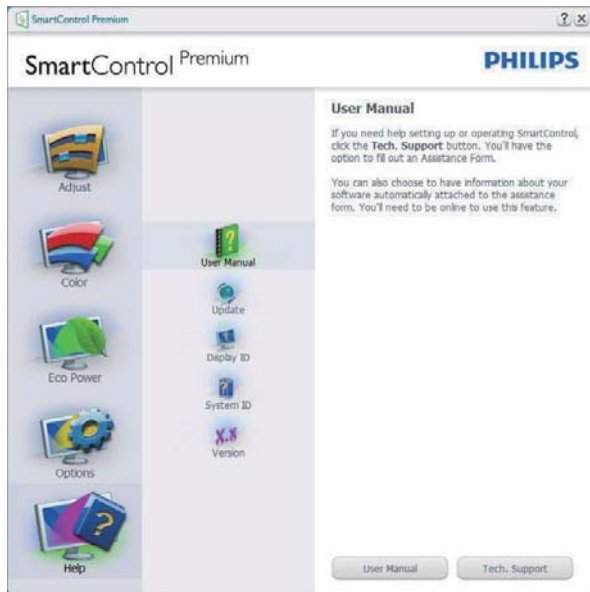 SmartControl Premium
? x
SmartControl Premium
PHILIPS
Adjust
Color
Eco Power
Options
Help
User Manual
Update
Display ID
System ID
X.X
Version
User Manual
If you need help setting up or operating SmartControl,
click the Tech. Support button. You'll have the
option to fill out an Assistance Form.
You can also choose to have information about your
software automatically attached to the assistance
form. You'll need to be online to use this feature.
User Manual
Tech. Support